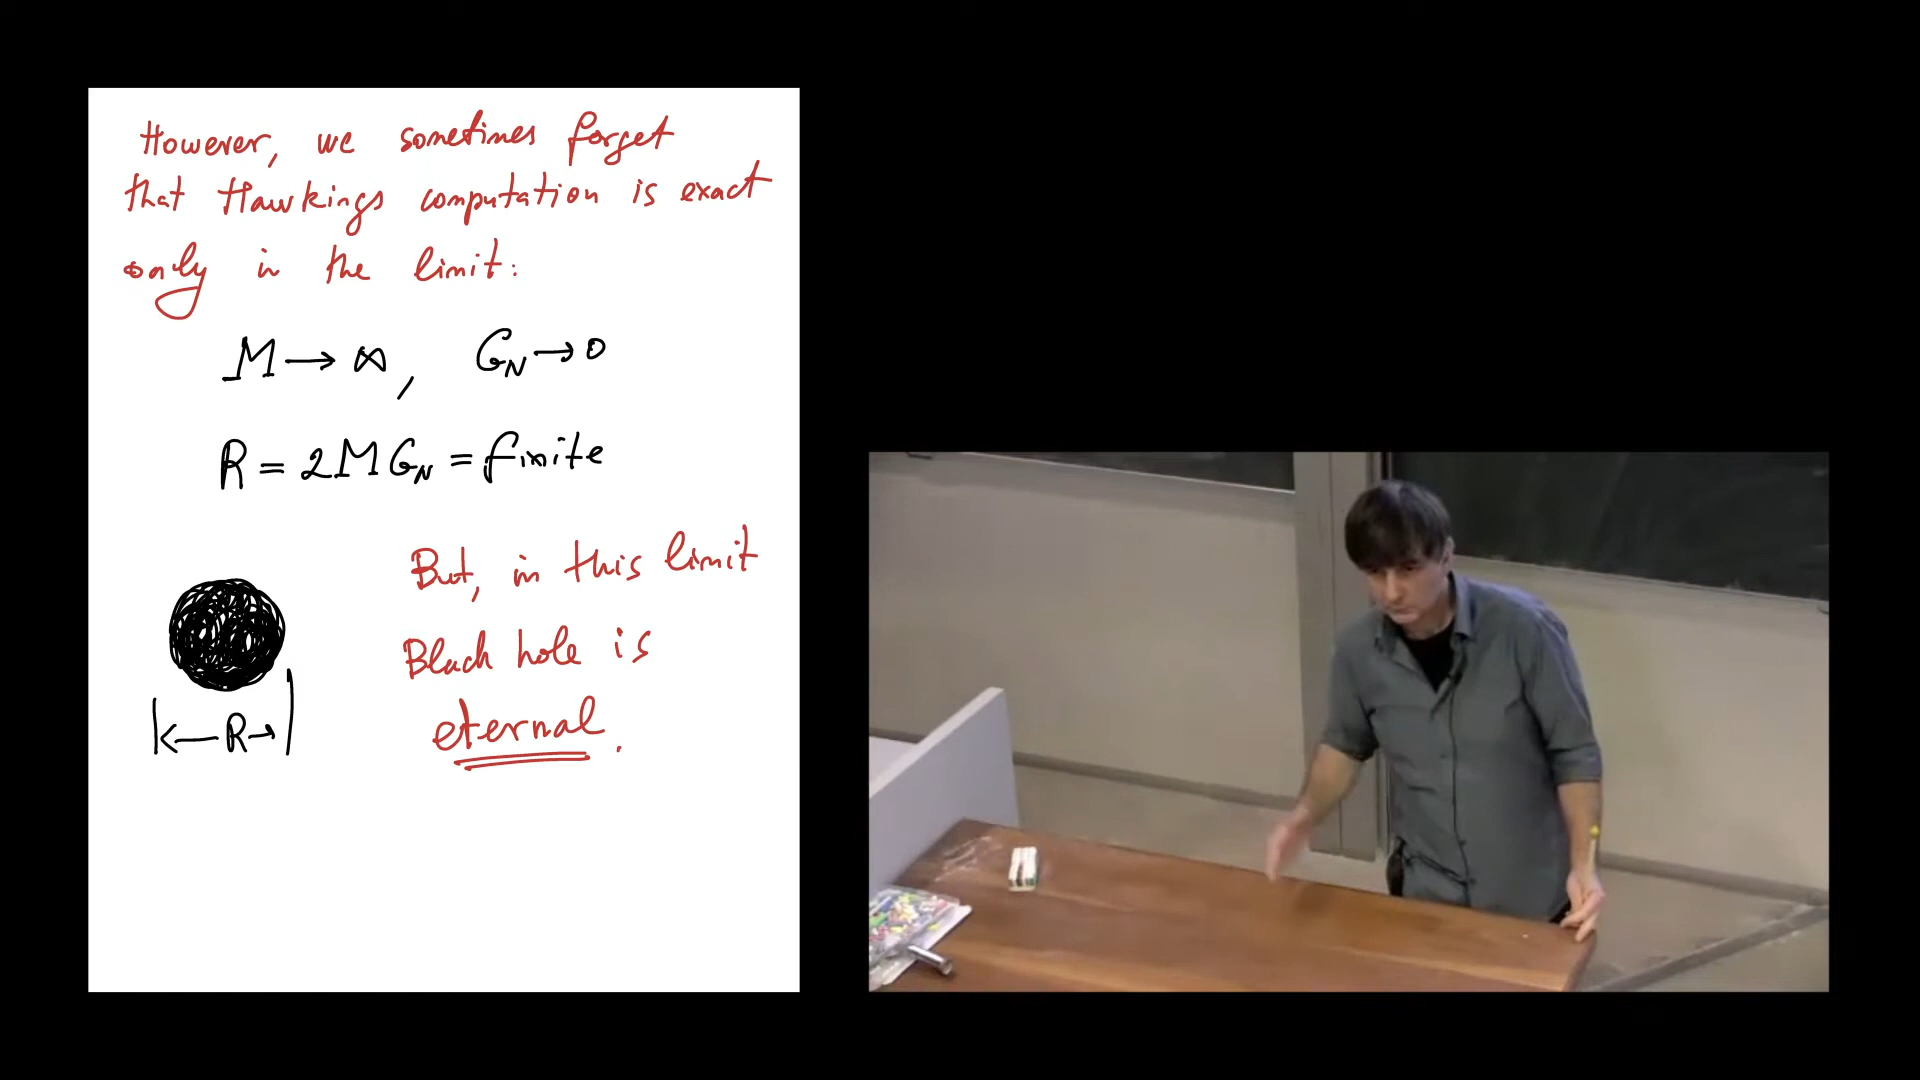 However, we sometimes forget
that Hawkings computation is exact
only in the limit:
M → ∞, G_N → 0
R = 2MG_N = finite
But, in this limit
Black hole is
eternal.
R